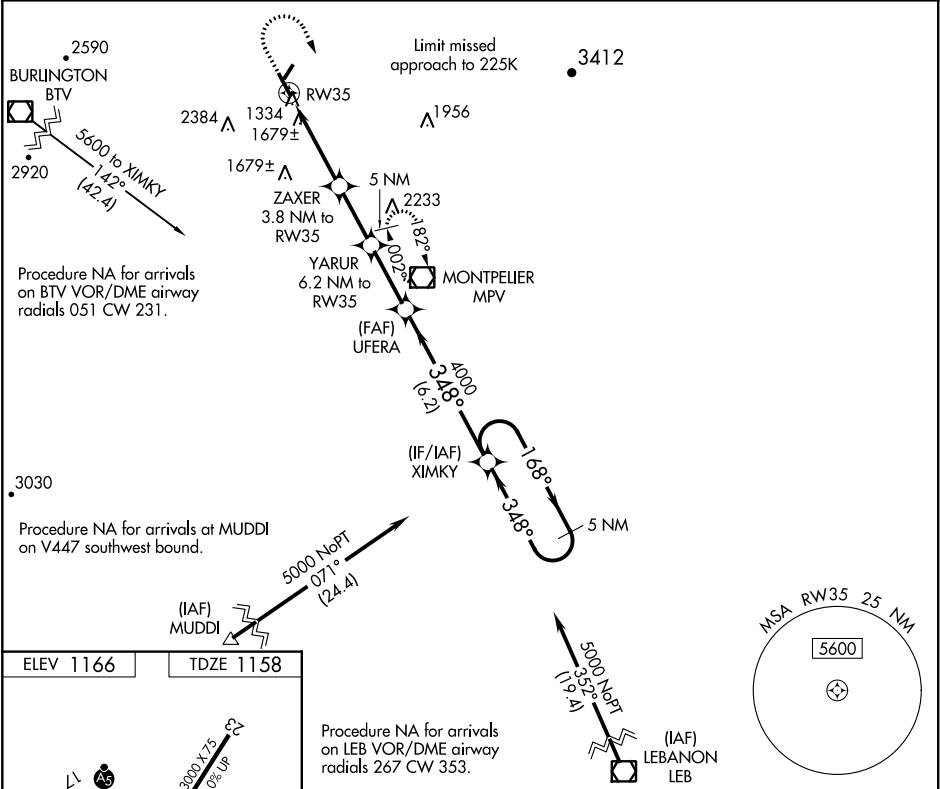 2590
BURLINGTON
BTV
2920
5600 to XIMKY
142°
(42.4)
Limit missed
approach to 225K
3412
RW35
1334
1679±
2384
1956
1679±
ZAXER
3.8 NM to
RW35
5 NM
2233
182°
002°
MONTPELIER
MPV
YARUR
6.2 NM to
RW35
Procedure NA for arrivals
on BTV VOR/DME airway
radials 051 CW 231.
(FAF)
UFERA
4000
348°
(6.2)
(IF/IAF)
XIMKY
168°
348°
5 NM
3030
Procedure NA for arrivals at MUDDI
on V447 southwest bound.
5000 NoPT
071°
(24.4)
(IAF)
MUDDI
MSA RW35 25 NM
5600
5000 NoPT
352°
(19.4)
(IAF)
LEBANON
LEB
Procedure NA for arrivals
on LEB VOR/DME airway
radials 267 CW 353.
ELEV 1166
TDZE 1158
23
3000 X 75
0% UP
17
A5